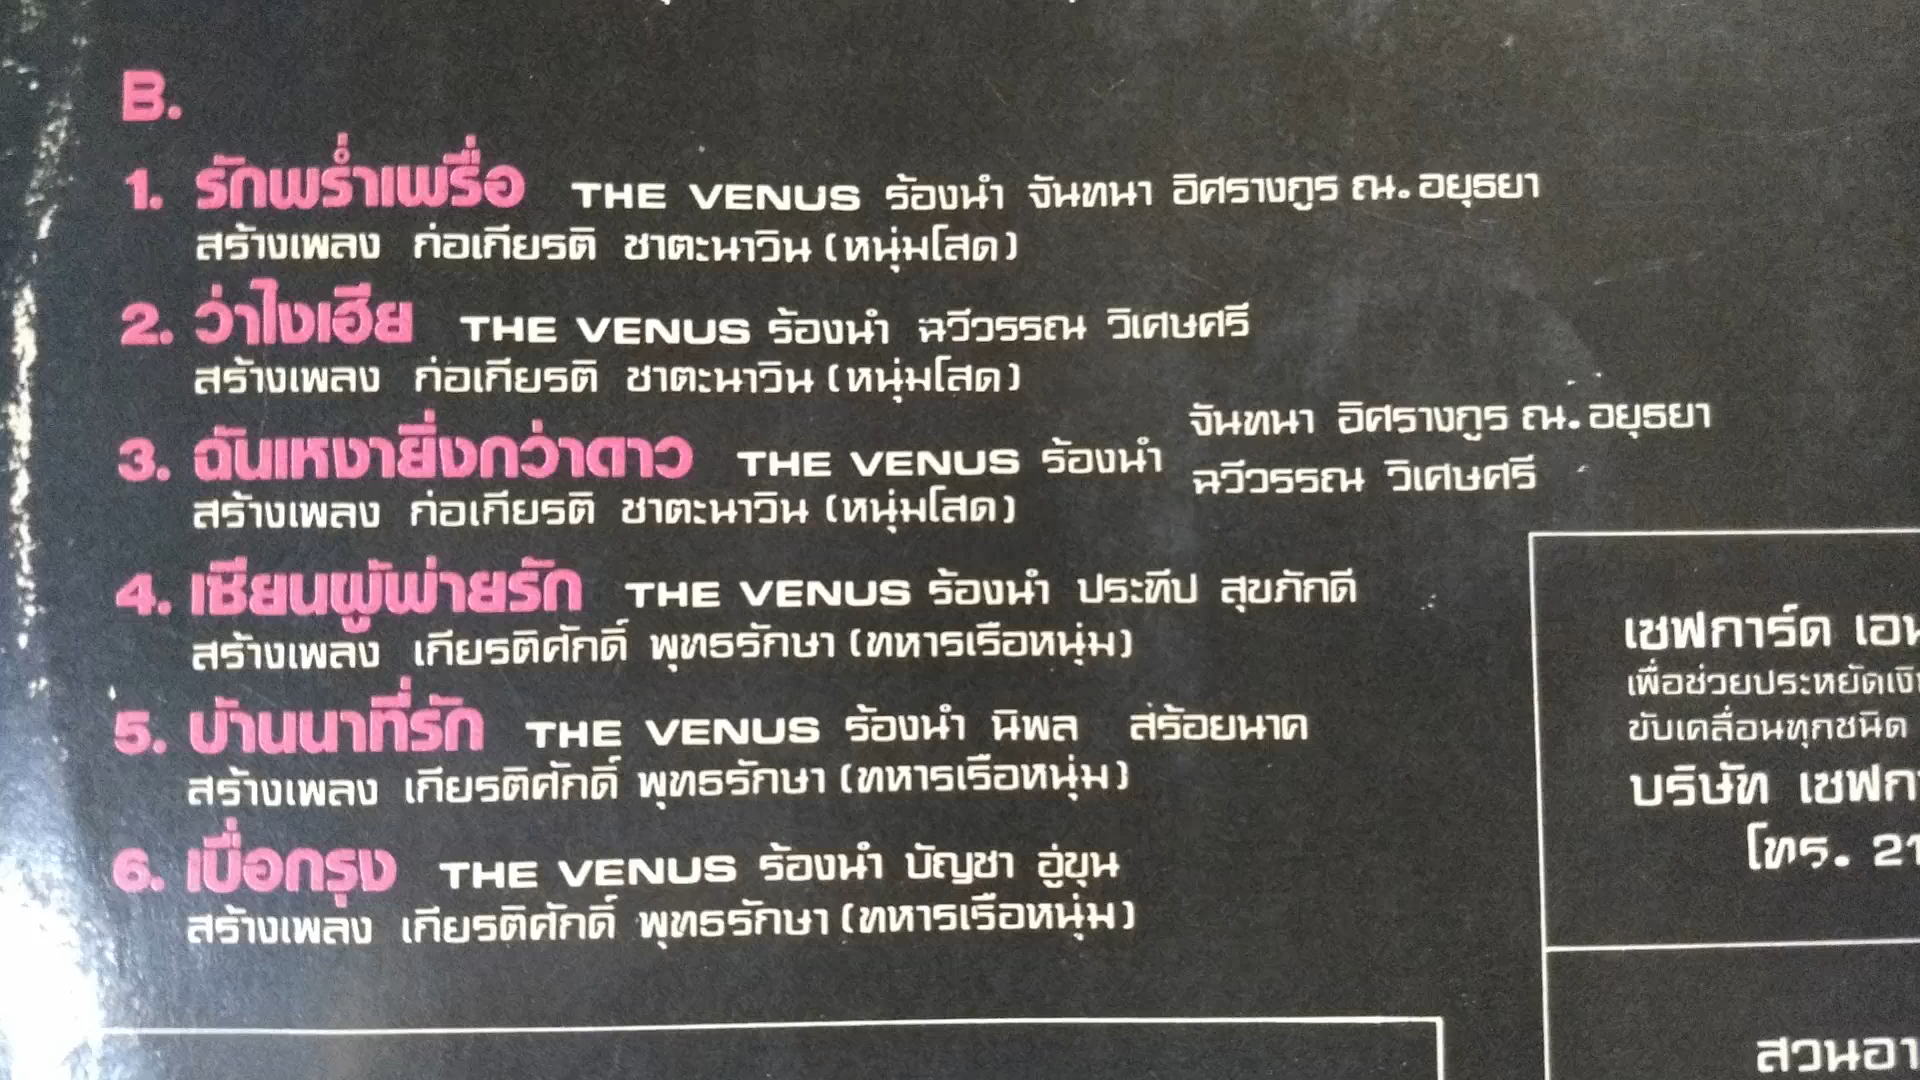 B.
1. รักพร่ำเพรื่อ THE VENUS ร้องนำ จันทนา อิศรางกูร ณ. อยุธยา
สร้างเพลง ก่อเกียรติ ชาตะนาวิน (หนุ่มโสด)
2. ว่าไงเฮีย THE VENUS ร้องนำ ฉวีวรรณ วิเศษศรี
สร้างเพลง ก่อเกียรติ ชาตะนาวิน (หนุ่มโสด)
3. ฉันเหงายิ่งกว่าดาว THE VENUS ร้องนำ จันทนา อิศรางกูร ณ. อยุธยา
ฉวีวรรณ วิเศษศรี
สร้างเพลง ก่อเกียรติ ชาตะนาวิน (หนุ่มโสด)
4. เซียนผู้พ่ายรัก THE VENUS ร้องนำ ประทีป สุขภักดี
สร้างเพลง เกียรติศักดิ์ พุทธรักษา (ทหารเรือหนุ่ม)
5. บ้านนาที่รัก THE VENUS ร้องนำ นิพล สร้อยนาค
สร้างเพลง เกียรติศักดิ์ พุทธรักษา (ทหารเรือหนุ่ม)
6. เบื่อกรุง THE VENUS ร้องนำ บัญชา อู่ขุน
สร้างเพลง เกียรติศักดิ์ พุทธรักษา (ทหารเรือหนุ่ม)
เซฟการ์ด
เพื่อช่วยประหยัด
ขับเคลื่อนทุกชนิด
บริษัท
โทร. 21